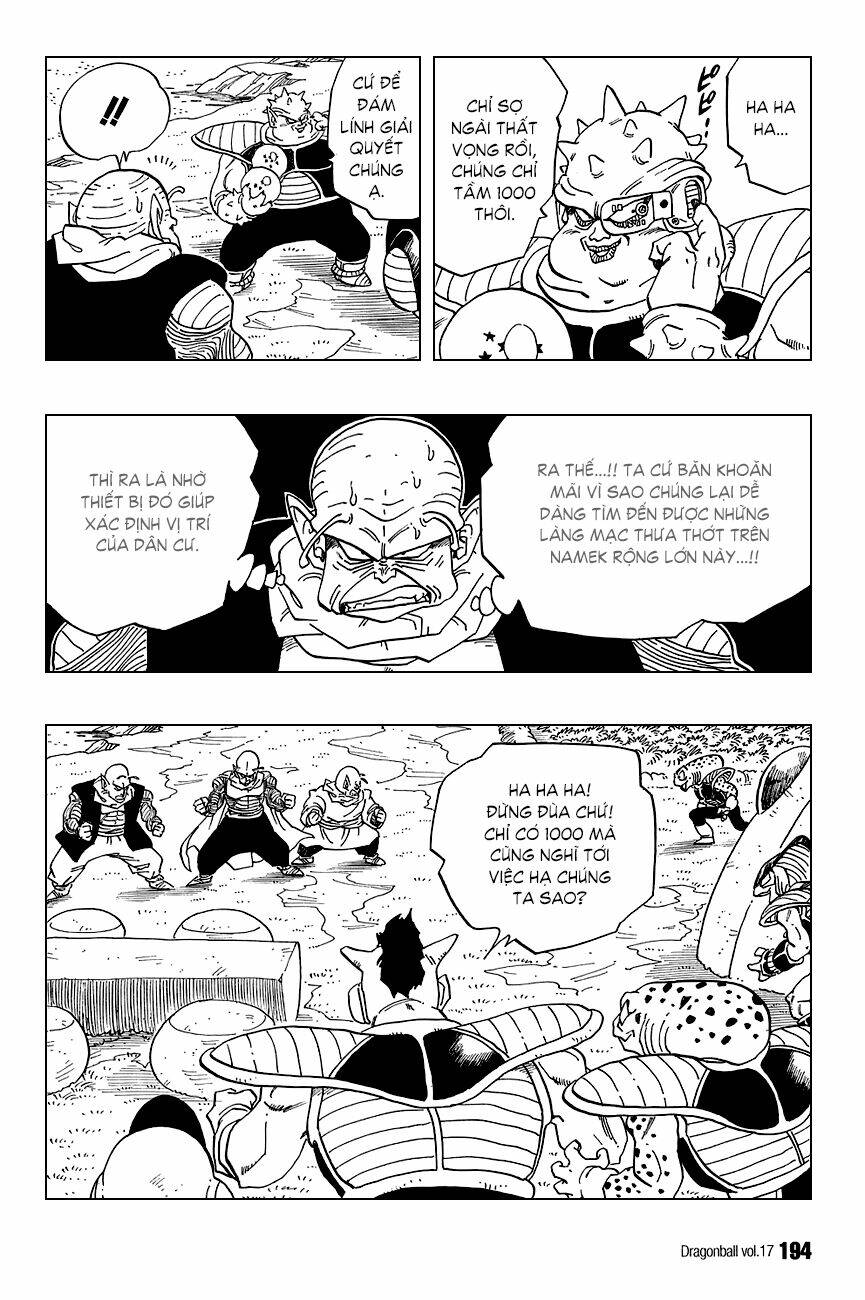 HA HA
HA...
CHỈ SỢ
NGÀI THẤT
VỌNG RỒI,
CHÚNG CHỈ
TẦM 1000
THÔI.
CỨ ĐỂ
ĐÁM
LÍNH GIẢI
QUYẾT
CHÚNG
Ạ.
!!
RA THẾ...!! TA CỨ BĂN KHOĂN
MÃI VÌ SAO CHÚNG LẠI DỄ
DÀNG TÌM ĐẾN ĐƯỢC NHỮNG
LÀNG MẠC THƯA THỚT TRÊN
NAMEK RỘNG LỚN NÀY...!!
THÌ RA LÀ NHỜ
THIẾT BỊ ĐÓ GIÚP
XÁC ĐỊNH VỊ TRÍ
CỦA DÂN CƯ.
HA HA HA!
ĐỪNG ĐÙA CHỨ!
CHỈ CÓ 1000 MÀ
CŨNG NGHĨ TỚI
VIỆC HẠ CHÚNG
TA SAO?
Dragonball vol.17 194